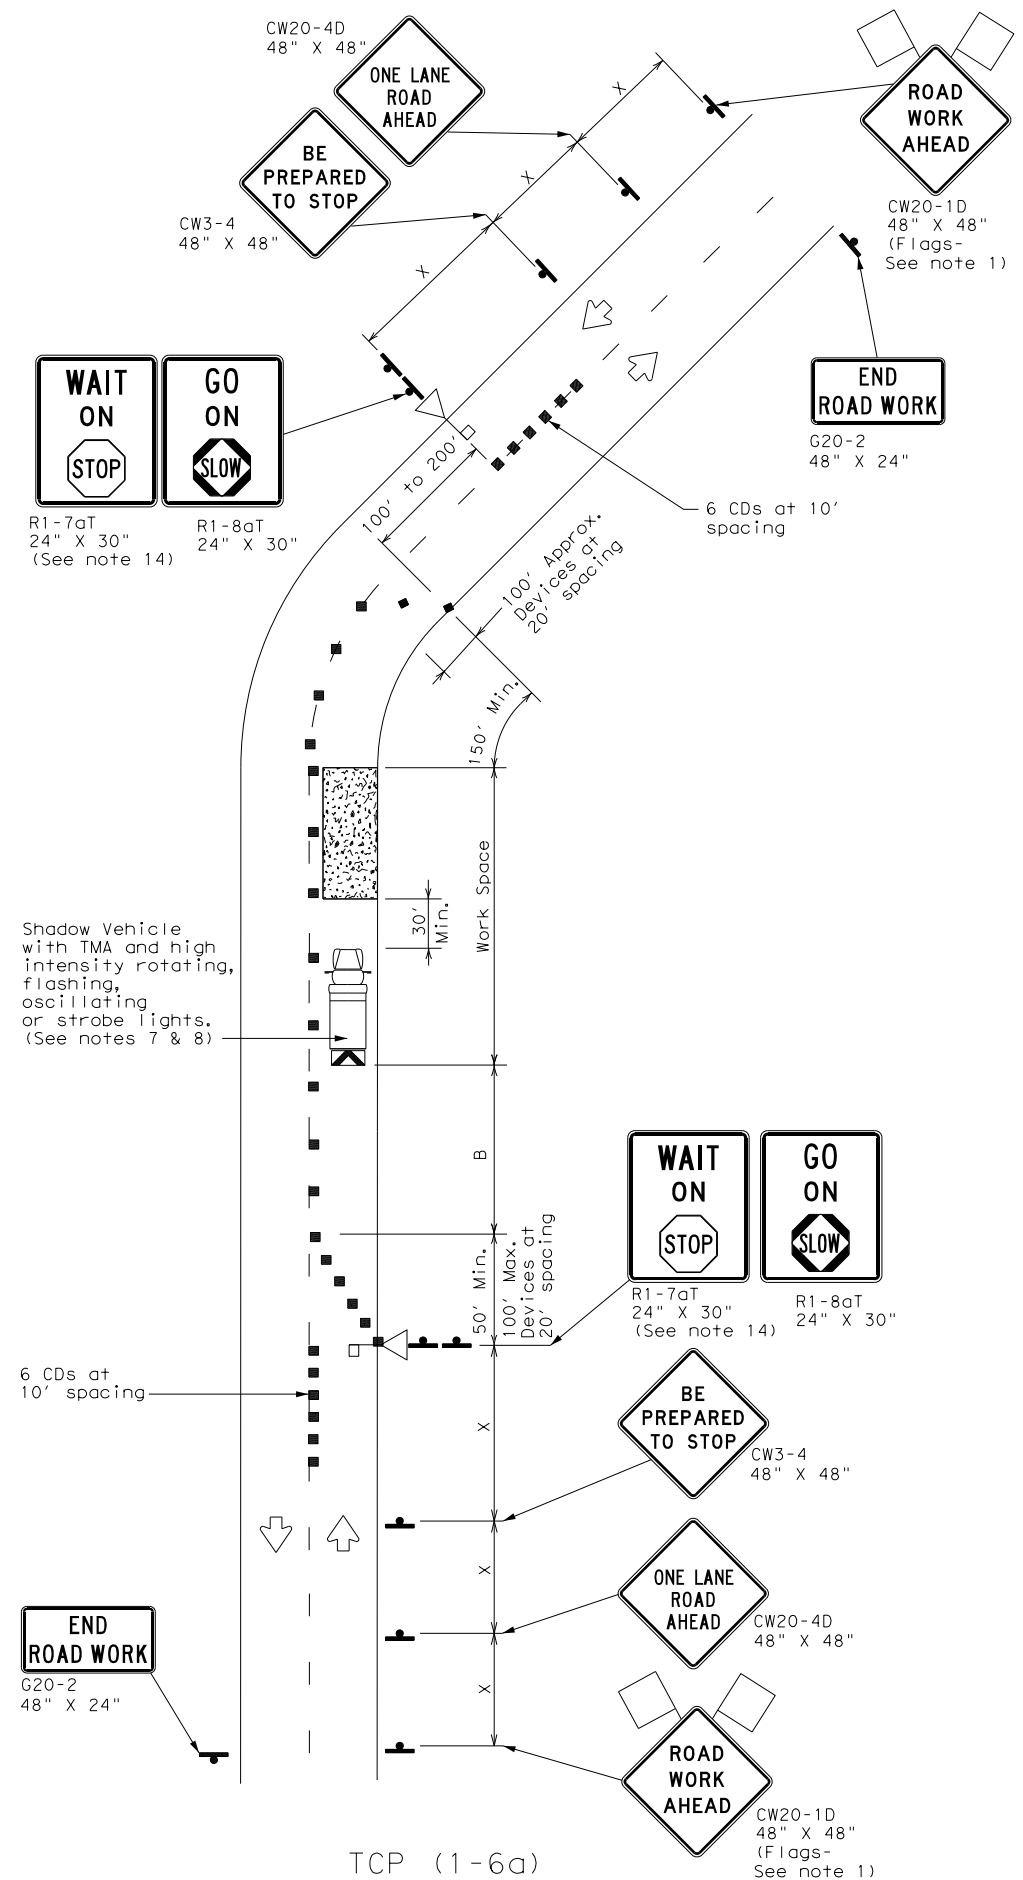 CW20-4D
48" X 48"
ONE LANE
ROAD
AHEAD
X
ROAD
WORK
AHEAD
CW20-1D
48" X 48"
(Flags-
See note 1)
BE
PREPARED
TO STOP
X
CW3-4
48" X 48"
X
WAIT
ON
STOP
GO
ON
SLOW
R1-7aT
24" X 30"
(See note 14)
R1-8aT
24" X 30"
END
ROAD WORK
G20-2
48" X 24"
100' to 200'
6 CDs at 10'
spacing
100' Approx.
Devices at
20' spacing
150' Min.
Work Space
30'
Min.
Shadow Vehicle
with TMA and high
intensity rotating,
flashing,
oscillating
or strobe lights.
(See notes 7 & 8)
B
50' Min.
100' Max.
Devices at
20' spacing
WAIT
ON
STOP
GO
ON
SLOW
R1-7aT
24" X 30"
(See note 14)
R1-8aT
24" X 30"
6 CDs at
10' spacing
X
BE
PREPARED
TO STOP
CW3-4
48" X 48"
X
ONE LANE
ROAD
AHEAD
CW20-4D
48" X 48"
END
ROAD WORK
G20-2
48" X 24"
X
ROAD
WORK
AHEAD
CW20-1D
48" X 48"
(Flags-
See note 1)
TCP (1-6a)